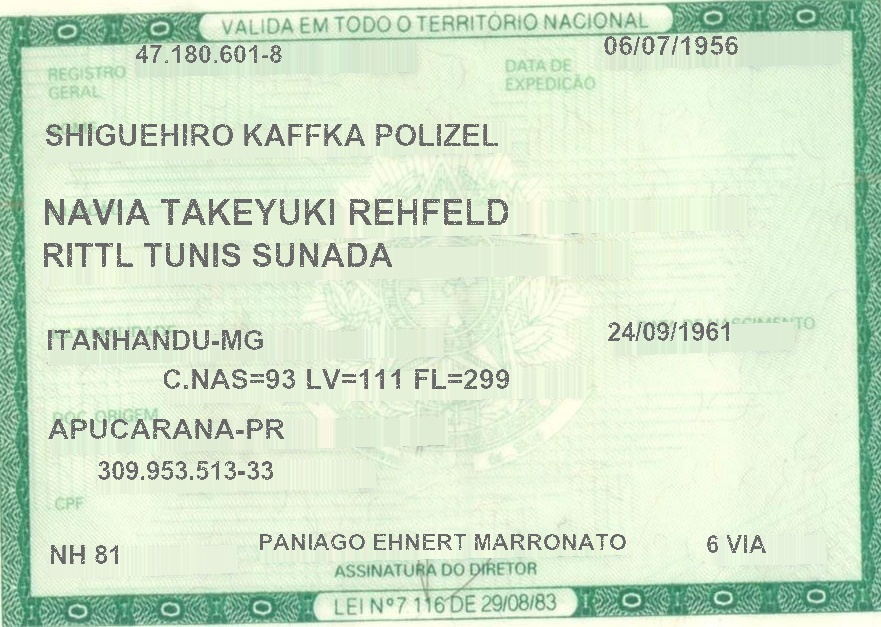 VALIDA EM TODO O TERRITÓRIO NACIONAL
47.180.601-8
06/07/1956
REGISTRO GERAL
DATA DE EXPEDIÇÃO
SHIGUEHIRO KAFFKA POLIZEL
NAVIA TAKEYUKI REHFELD
RITTL TUNIS SUNADA
NASCIMENTO
ITANHANDU-MG
24/09/1961
C.NAS=93 LV=111 FL=299
DOC. ORIGEM
APUCARANA-PR
309.953.513-33
CPF
NH 81
PANIAGO EHNERT MARRONATO
6 VIA
ASSINATURA DO DIRETOR
LEI Nº 7.116 DE 29/08/83